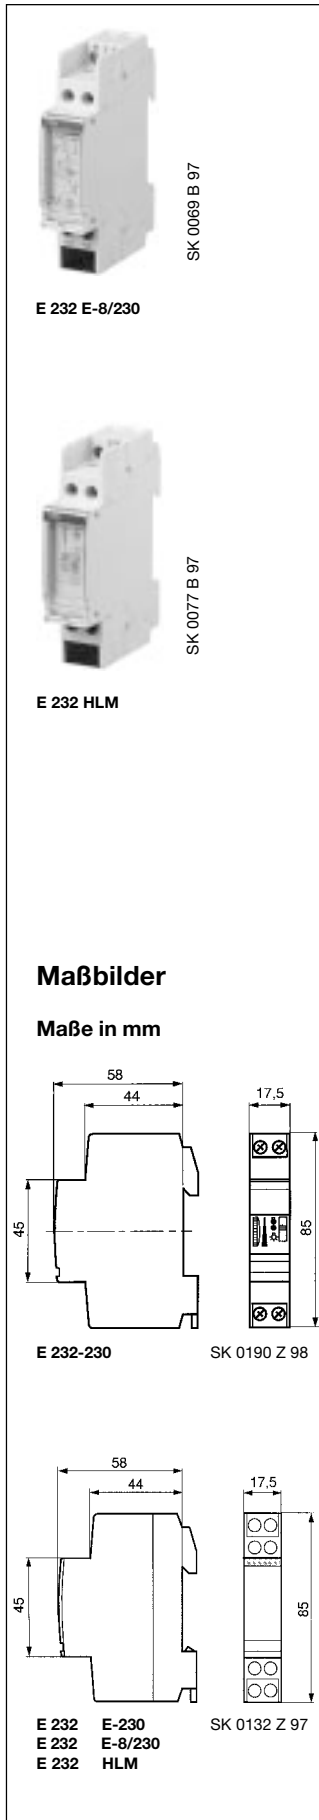 SK 0069 B 97
E 232 E-8/230
SK 0077 B 97
E 232 HLM
Maßbilder
Maße in mm
58
44
17,5
45
85
E 232-230
SK 0190 Z 98
58
44
17,5
45
85
E 232 E-230
SK 0132 Z 97
E 232 E-8/230
E 232 HLM